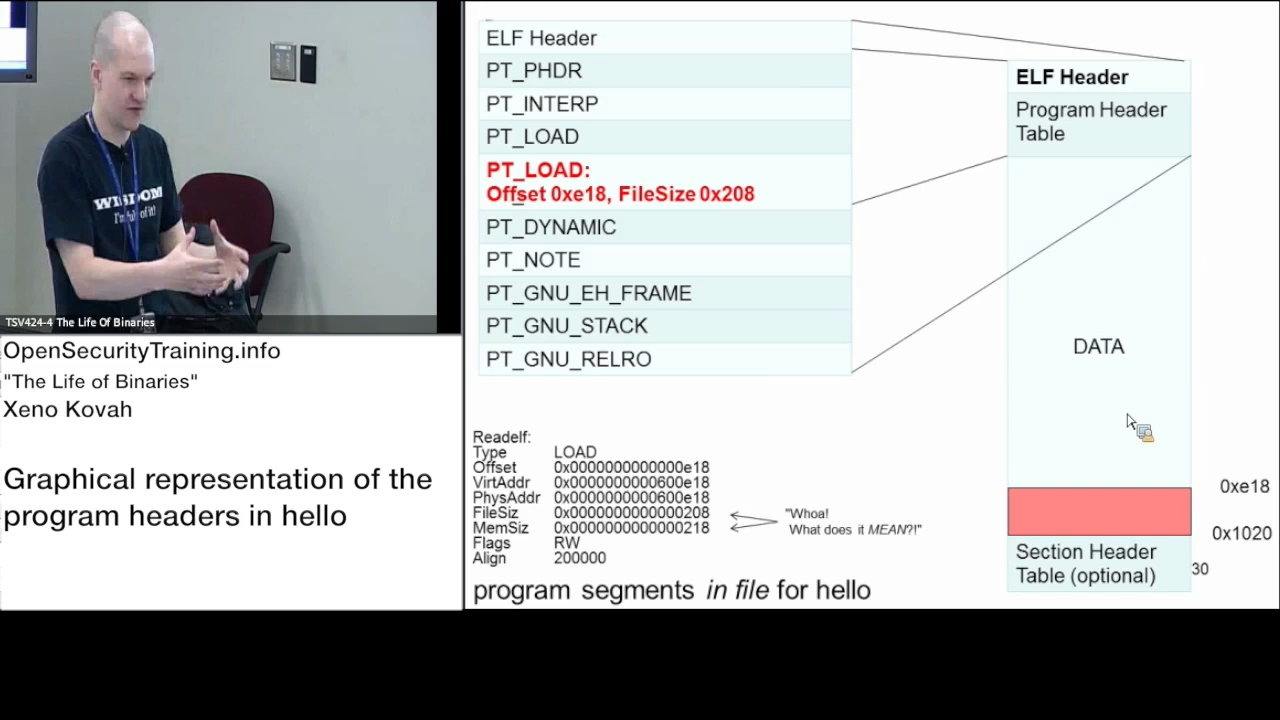 WISDOM
I'm full of it!
TSV424-4 The Life Of Binaries
OpenSecurityTraining.info
"The Life of Binaries"
Xeno Kovah
Graphical representation of the
program headers in hello
ELF Header
PT_PHDR
PT_INTERP
PT_LOAD
PT_LOAD:
Offset 0xe18, FileSize 0x208
PT_DYNAMIC
PT_NOTE
PT_GNU_EH_FRAME
PT_GNU_STACK
PT_GNU_RELRO
ELF Header
Program Header
Table
DATA
0xe18
0x1020
Section Header
Table (optional)
30
Readelf:
Type LOAD
Offset 0x0000000000000e18
VirtAddr 0x0000000000600e18
PhysAddr 0x0000000000600e18
FileSiz 0x0000000000000208
MemSiz 0x0000000000000218
Flags RW
Align 200000
"Whoa!
What does it MEAN?!"
program segments in file for hello